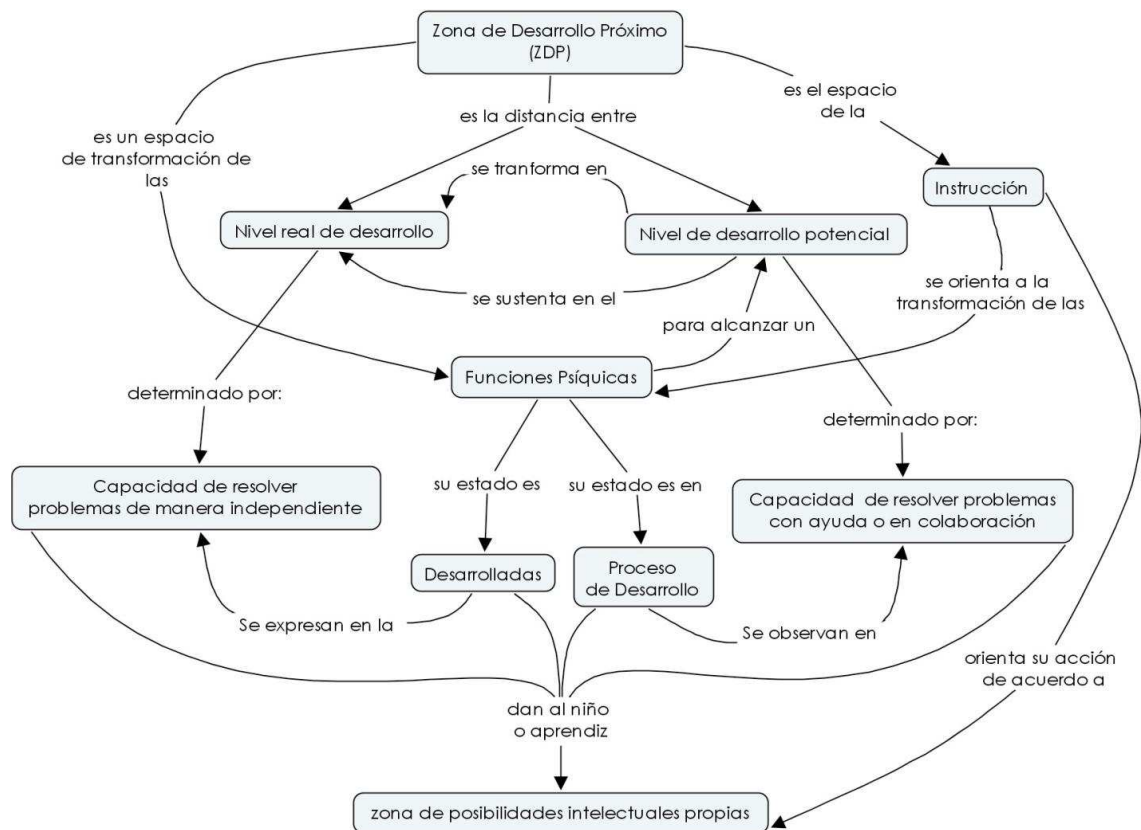 Zona de Desarrollo Próximo
(ZDP)
es el espacio
de la
es la distancia entre
es un espacio
de transformación de
las
se tranforma en
Instrucción
Nivel real de desarrollo
Nivel de desarrollo potencial
se orienta a la
transformación de las
se sustenta en el
para alcanzar un
Funciones Psíquicas
determinado por:
determinado por:
Capacidad de resolver
problemas de manera independiente
su estado es
su estado es en
Capacidad de resolver problemas
con ayuda o en colaboración
Desarrolladas
Proceso
de Desarrollo
Se expresan en la
Se observan en
orienta su acción
de acuerdo a
dan al niño
o aprendiz
zona de posibilidades intelectuales propias